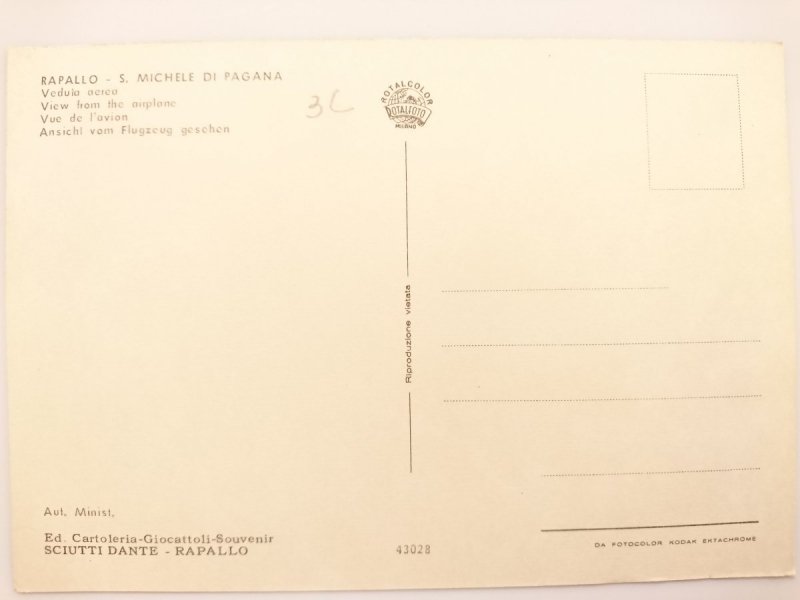 RAPALLO - S. MICHELE DI PAGANA
Veduta aerea
View from the airplane
Vue de l'avion
Ansicht vom Flugzeug gesehen
3C
ROTALCOLOR
ROTALFOTO
MILANO
Riproduzione vietata
Aut. Minist.
Ed. Cartoleria-Giocattoli-Souvenir
SCIUTTI DANTE - RAPALLO
43028
DA FOTOCOLOR KODAK EKTACHROME